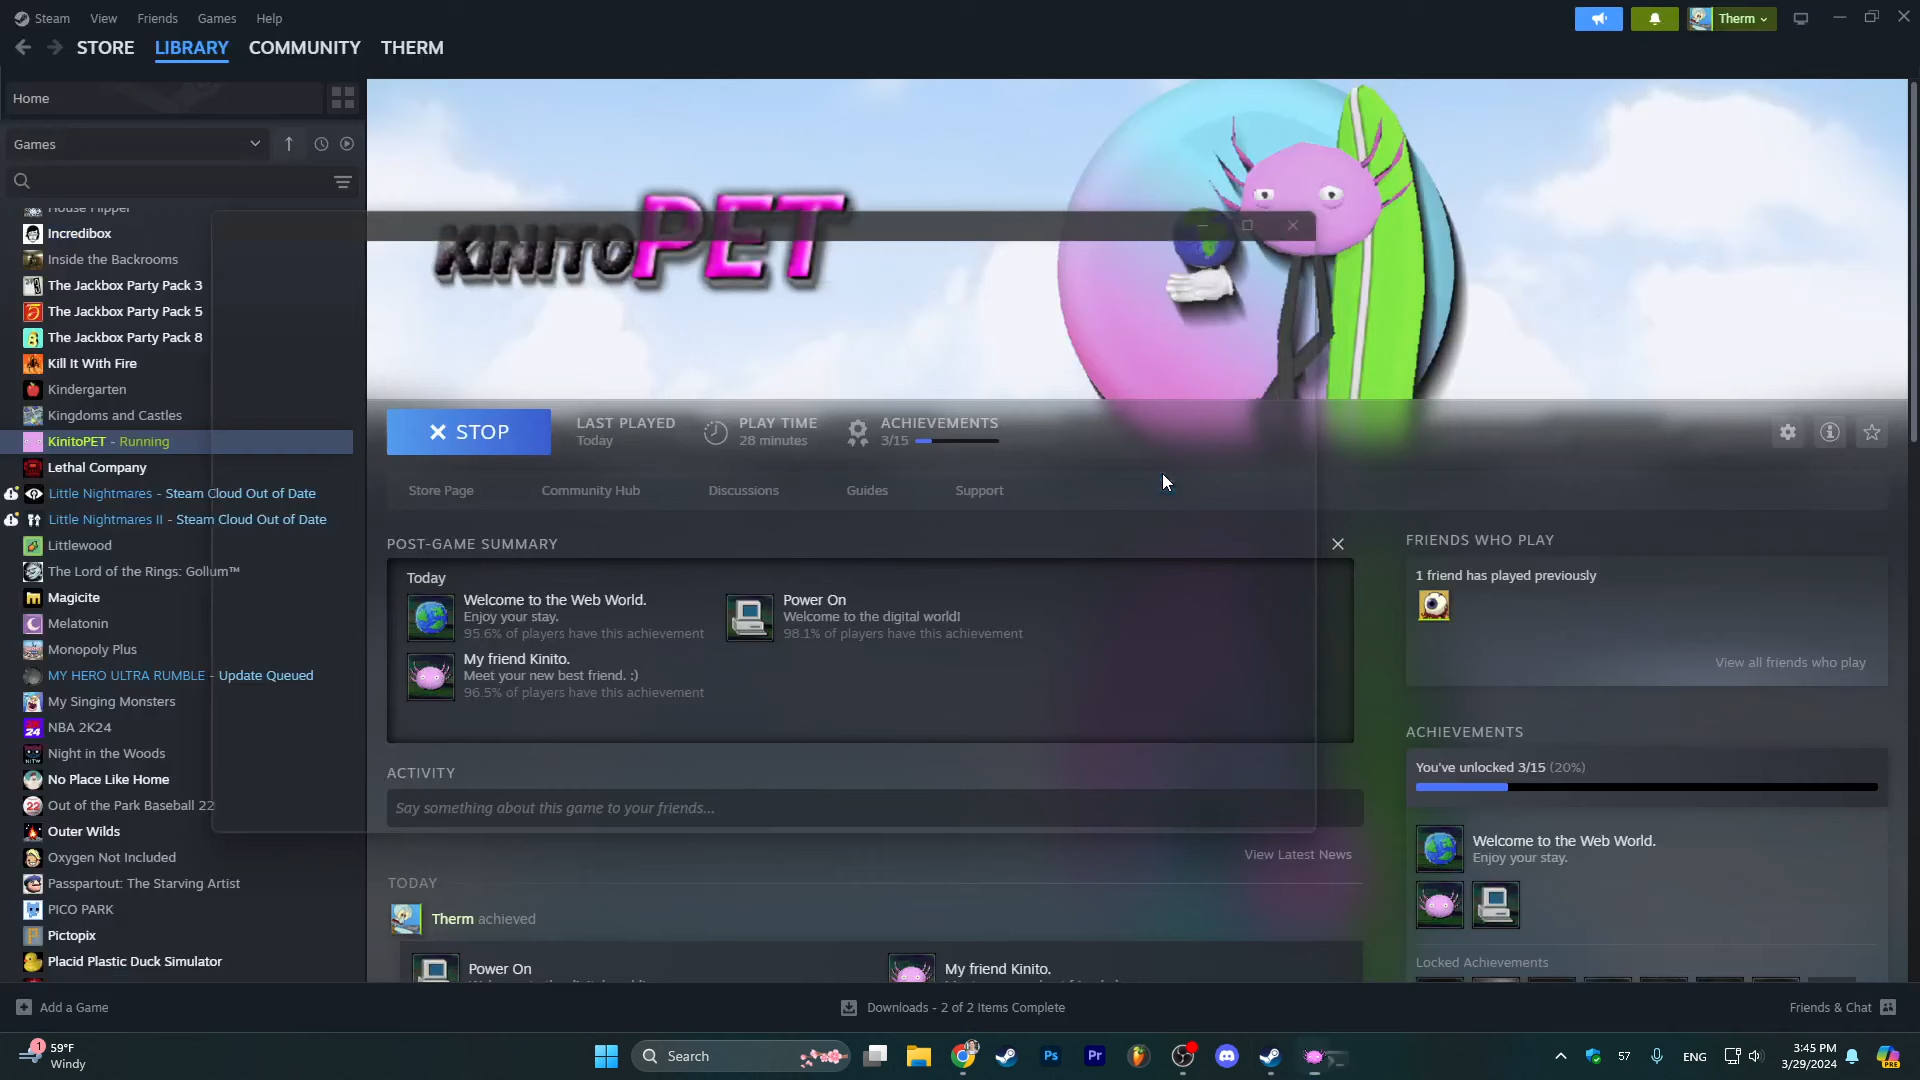 Steam View Friends Games Help
Therm
STORE LIBRARY COMMUNITY THERM
Home
Games
House Flipper
Incredibox
Inside the Backrooms
The Jackbox Party Pack 3
The Jackbox Party Pack 5
The Jackbox Party Pack 8
Kill It With Fire
Kindergarten
Kingdoms and Castles
KinitoPET - Running
Lethal Company
Little Nightmares - Steam Cloud Out of Date
Little Nightmares II - Steam Cloud Out of Date
Littlewood
The Lord of the Rings: Gollum™
Magicite
Melatonin
Monopoly Plus
MY HERO ULTRA RUMBLE - Update Queued
My Singing Monsters
NBA 2K24
Night in the Woods
No Place Like Home
Out of the Park Baseball 22
Outer Wilds
Oxygen Not Included
Passpartout: The Starving Artist
PICO PARK
Pictopix
Placid Plastic Duck Simulator
KINITOPET
STOP
LAST PLAYED
Today
PLAY TIME
28 minutes
ACHIEVEMENTS
3/15
Store Page Community Hub Discussions Guides Support
POST-GAME SUMMARY
Today
Welcome to the Web World.
Enjoy your stay.
95.6% of players have this achievement
Power On
Welcome to the digital world!
98.1% of players have this achievement
My friend Kinito.
Meet your new best friend. :)
96.5% of players have this achievement
ACTIVITY
Say something about this game to your friends...
View Latest News
TODAY
Therm achieved
Power On
My friend Kinito.
FRIENDS WHO PLAY
1 friend has played previously
View all friends who play
ACHIEVEMENTS
You've unlocked 3/15 (20%)
Welcome to the Web World.
Enjoy your stay.
Locked Achievements
Add a Game
Downloads - 2 of 2 Items Complete
Friends & Chat
1
59°F
Windy
Search
Ps
Pr
57
ENG
3:45 PM
3/29/2024
PRE